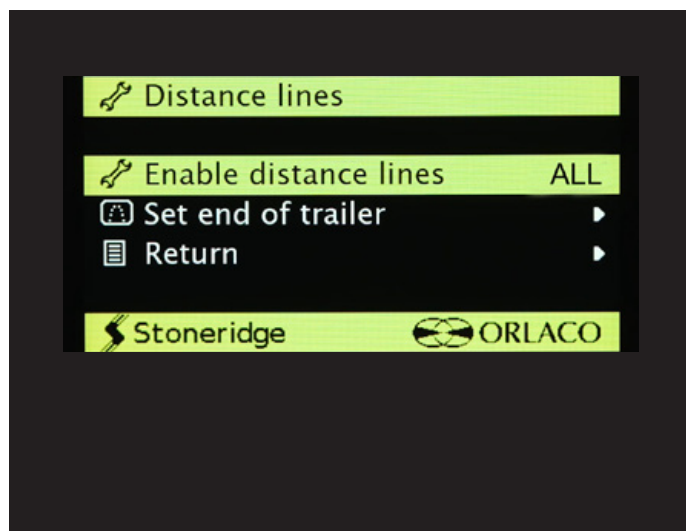 Distance lines
Enable distance lines ALL
Set end of trailer
Return
Stoneridge ORLACO